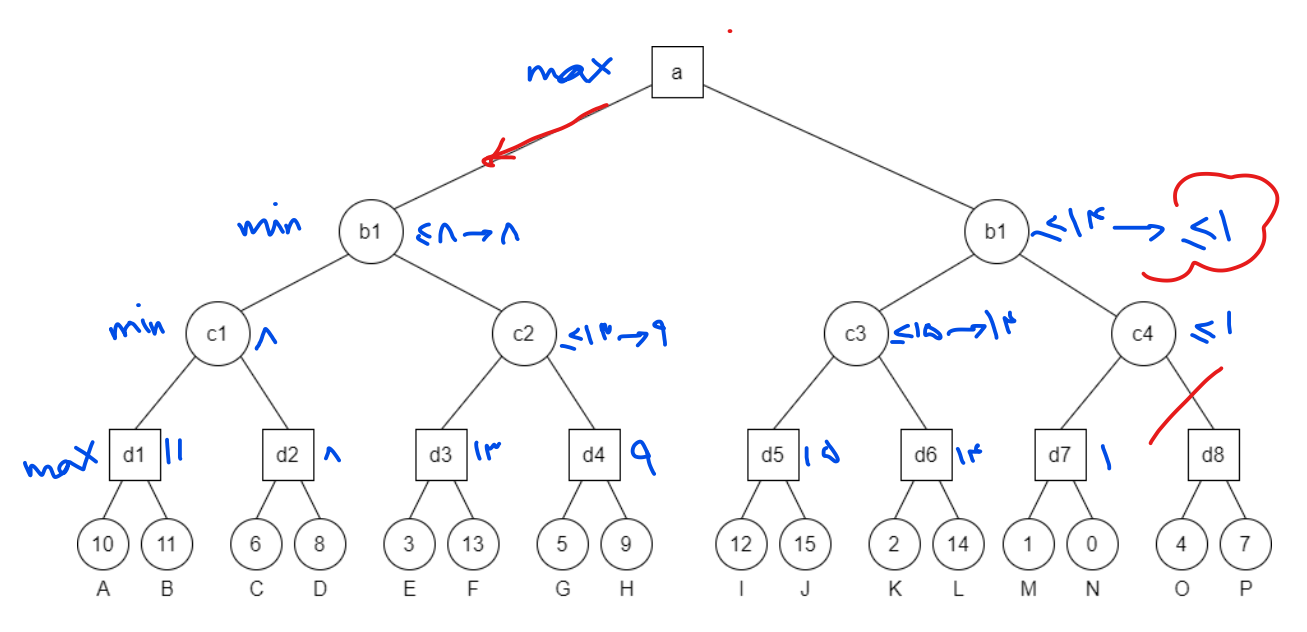 max a
min b1 ≤۸ → ۸ b1 ≤۱۴ → ≤۱
min c1 ۸ c2 ≤۱۳ → ۹ c3 ≤۱۵ → ۱۴ c4 ≤۱
max d1 ۱۱ d2 ۸ d3 ۱۳ d4 ۹ d5 ۱۵ d6 ۱۴ d7 ۱ d8
10 11 6 8 3 13 5 9 12 15 2 14 1 0 4 7
A B C D E F G H I J K L M N O P